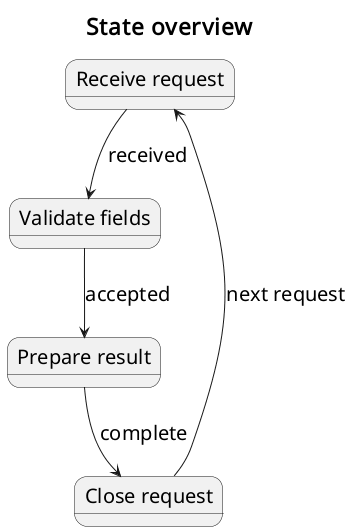 State overview
Receive request
received
Validate fields
accepted
next request
Prepare result
complete
Close request